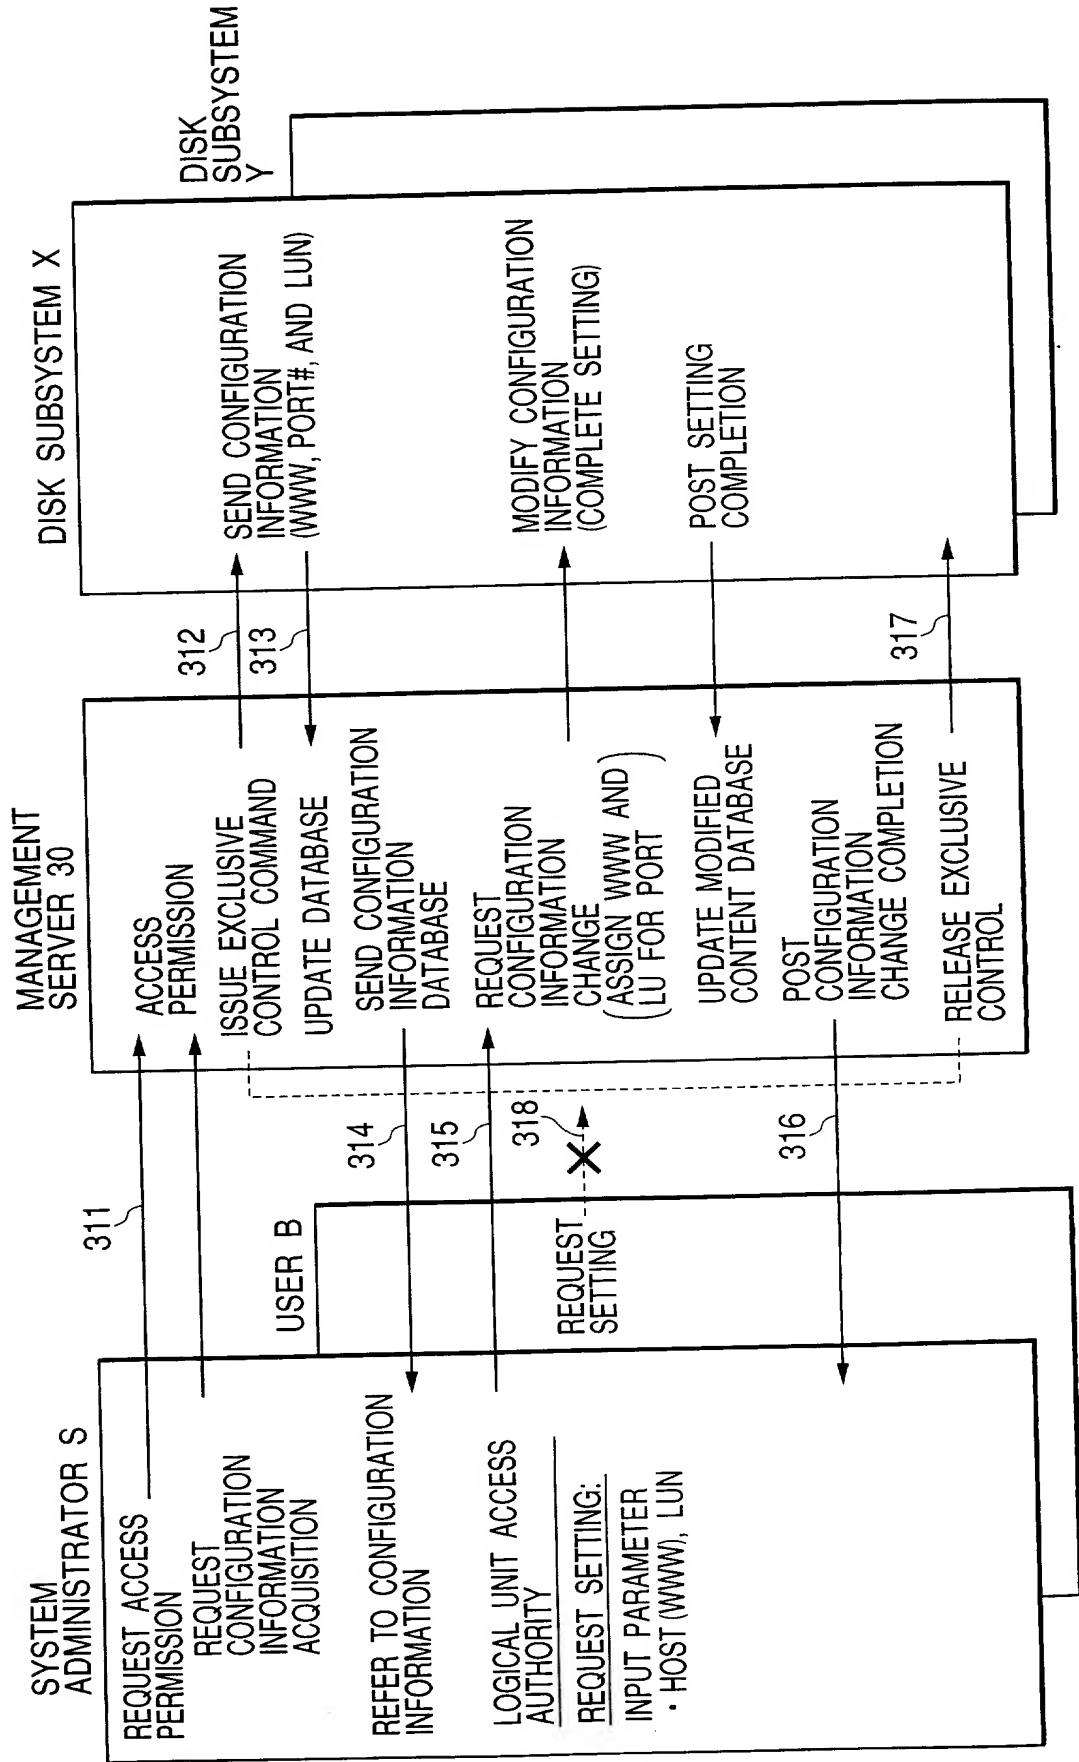 SYSTEM
ADMINISTRATOR S
REQUEST ACCESS
PERMISSION
REQUEST
CONFIGURATION
INFORMATION
ACQUISITION
REFER TO CONFIGURATION
INFORMATION
LOGICAL UNIT ACCESS
AUTHORITY
REQUEST SETTING:
INPUT PARAMETER
• HOST (WWW), LUN
USER B
REQUEST
SETTING
311
314
315
318
316
MANAGEMENT
SERVER 30
ACCESS
PERMISSION
ISSUE EXCLUSIVE
CONTROL COMMAND
UPDATE DATABASE
SEND CONFIGURATION
INFORMATION
DATABASE
REQUEST
CONFIGURATION
INFORMATION
CHANGE
(ASSIGN WWW AND
LU FOR PORT)
UPDATE MODIFIED
CONTENT DATABASE
POST
CONFIGURATION
INFORMATION
CHANGE COMPLETION
RELEASE EXCLUSIVE
CONTROL
312
313
317
DISK SUBSYSTEM X
SEND CONFIGURATION
INFORMATION
(WWW, PORT#, AND LUN)
MODIFY CONFIGURATION
INFORMATION
(COMPLETE SETTING)
POST SETTING
COMPLETION
DISK
SUBSYSTEM
Y